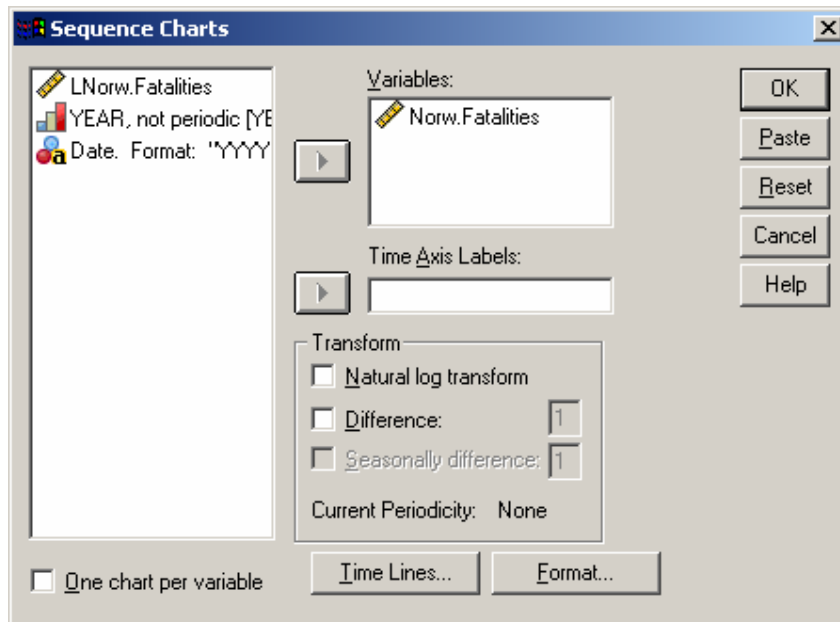 Sequence Charts
LNorw.Fatalities
YEAR, not periodic [YE
Date. Format: "YYYY
One chart per variable
Variables:
Norw.Fatalities
Time Axis Labels:
Transform
Natural log transform
Difference: 1
Seasonally difference: 1
Current Periodicity: None
Time Lines...
Format...
OK
Paste
Reset
Cancel
Help